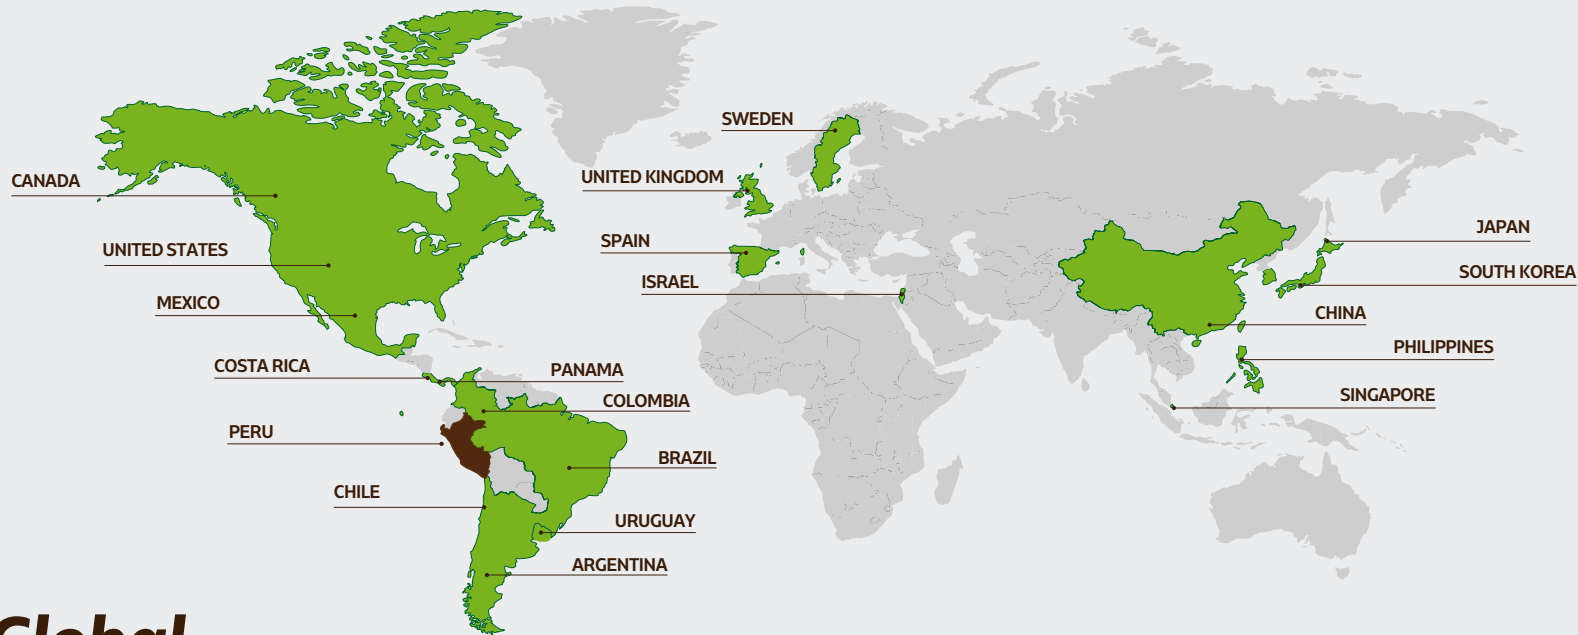 SWEDEN
UNITED KINGDOM
CANADA
JAPAN
SPAIN
UNITED STATES
SOUTH KOREA
ISRAEL
MEXICO
CHINA
PHILIPPINES
COSTA RICA
PANAMA
SINGAPORE
COLOMBIA
PERU
BRAZIL
CHILE
URUGUAY
ARGENTINA
Global